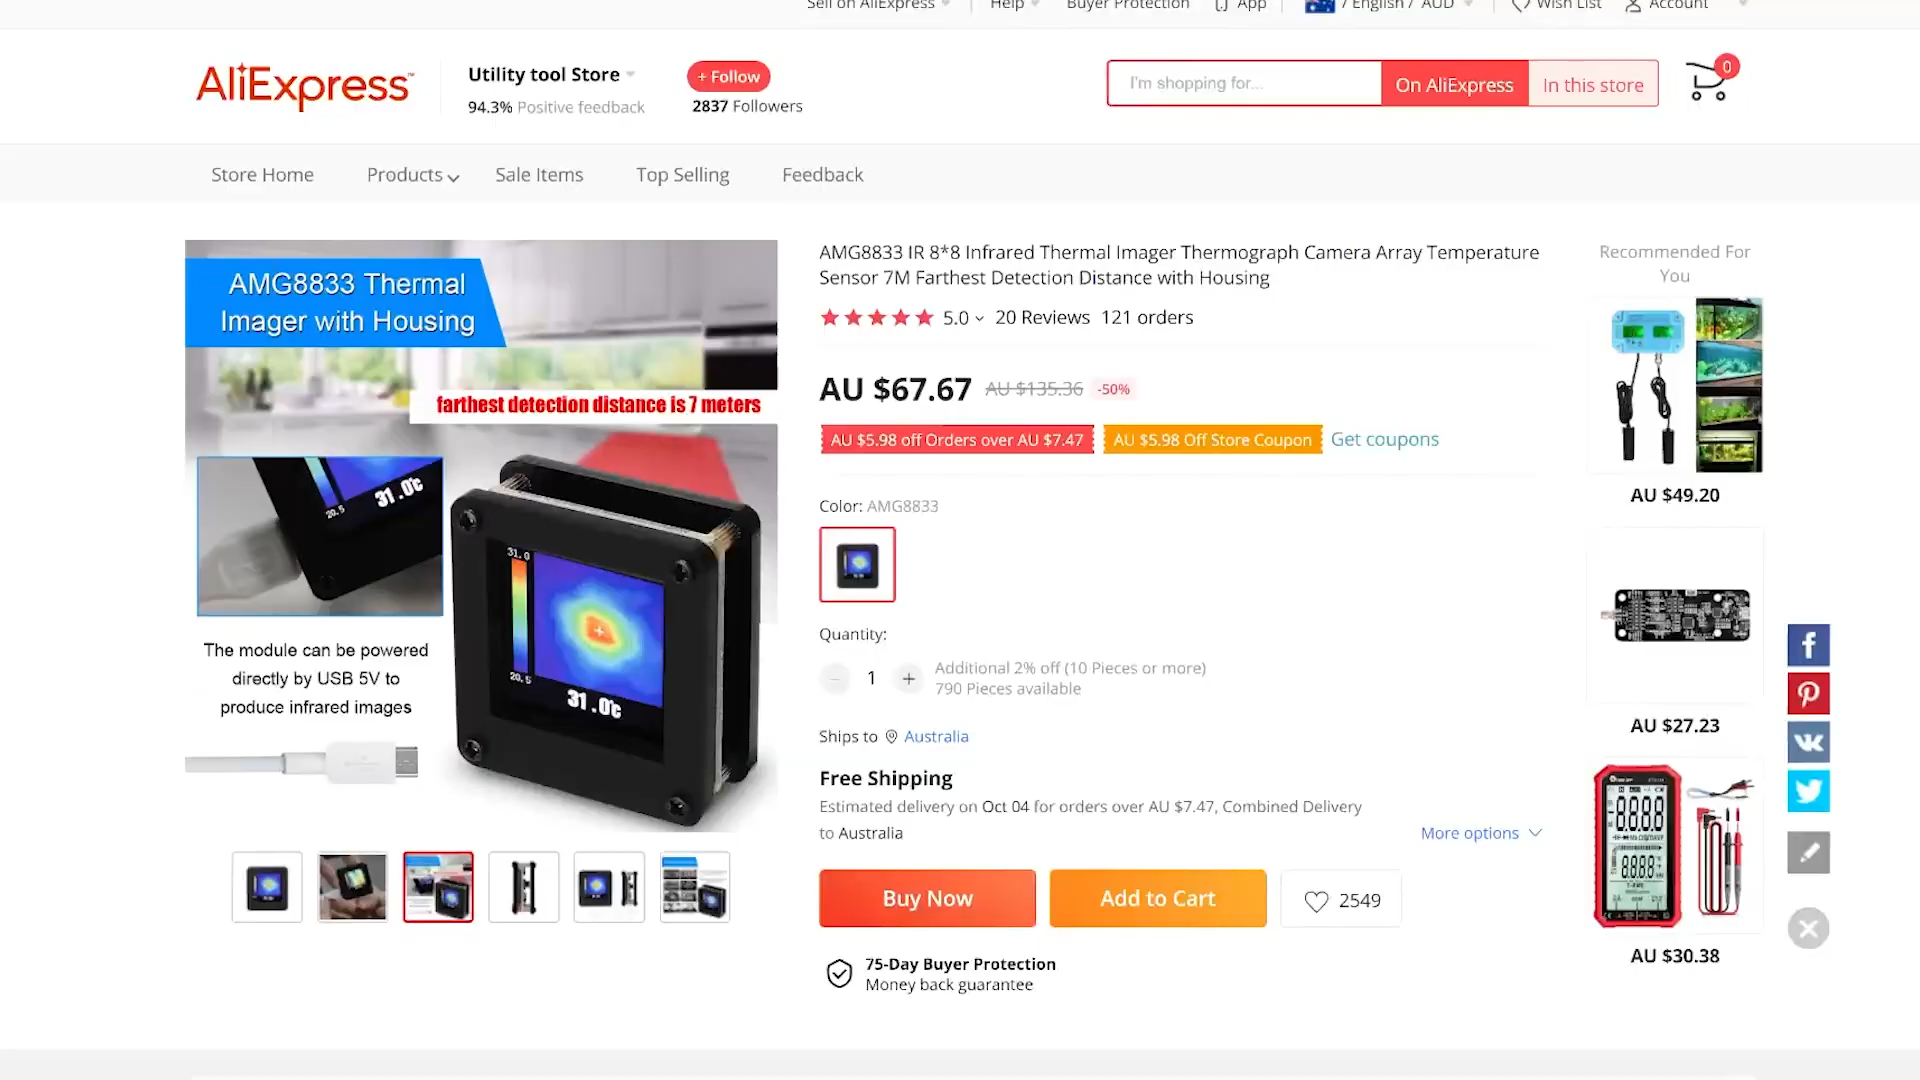 Sell on AliExpress
Help
Buyer Protection
App
/ English / AUD
Wish List
Account
AliExpress™
Utility tool Store
94.3% Positive feedback
+ Follow
2837 Followers
I'm shopping for...
On AliExpress
In this store
0
Store Home
Products
Sale Items
Top Selling
Feedback
AMG8833 Thermal
Imager with Housing
farthest detection distance is 7 meters
31.0℃
20.5
31.0
20.5
31.0℃
The module can be powered
directly by USB 5V to
produce infrared images
AMG8833 IR 8*8 Infrared Thermal Imager Thermograph Camera Array Temperature
Sensor 7M Farthest Detection Distance with Housing
5.0
20 Reviews
121 orders
AU $67.67
AU $135.36
-50%
AU $5.98 off Orders over AU $7.47
AU $5.98 Off Store Coupon
Get coupons
Color: AMG8833
Quantity:
1
+
Additional 2% off (10 Pieces or more)
790 Pieces available
Ships to
Australia
Free Shipping
Estimated delivery on Oct 04 for orders over AU $7.47, Combined Delivery
to Australia
More options
Buy Now
Add to Cart
2549
75-Day Buyer Protection
Money back guarantee
Recommended For
You
AU $49.20
AU $27.23
AU $30.38